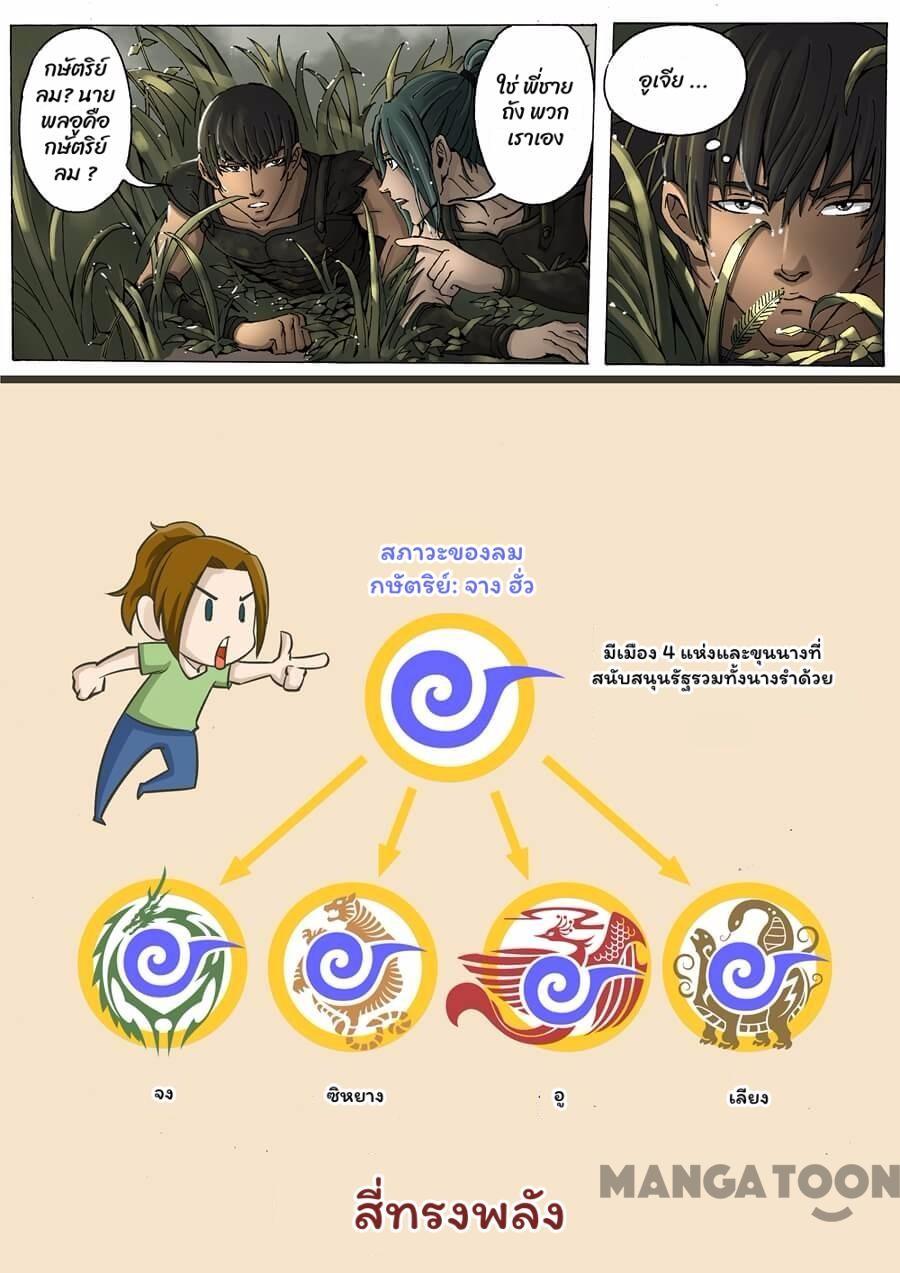 กษัตริย์
ลม? นาย
พลอูคือ
กษัตริย์
ลม ?
ใช่ พี่ชาย
ถัง พวก
เราเอง
อูเจีย ...
สภาวะของลม
กษัตริย์: จาง ฮั่ว
มีเมือง 4 แห่งและขุนนางที่
สนับสนุนรัฐรวมทั้งนางรำด้วย
จง
ซิหยาง
อู
เลียง
MANGATOON
สี่ทรงพลัง